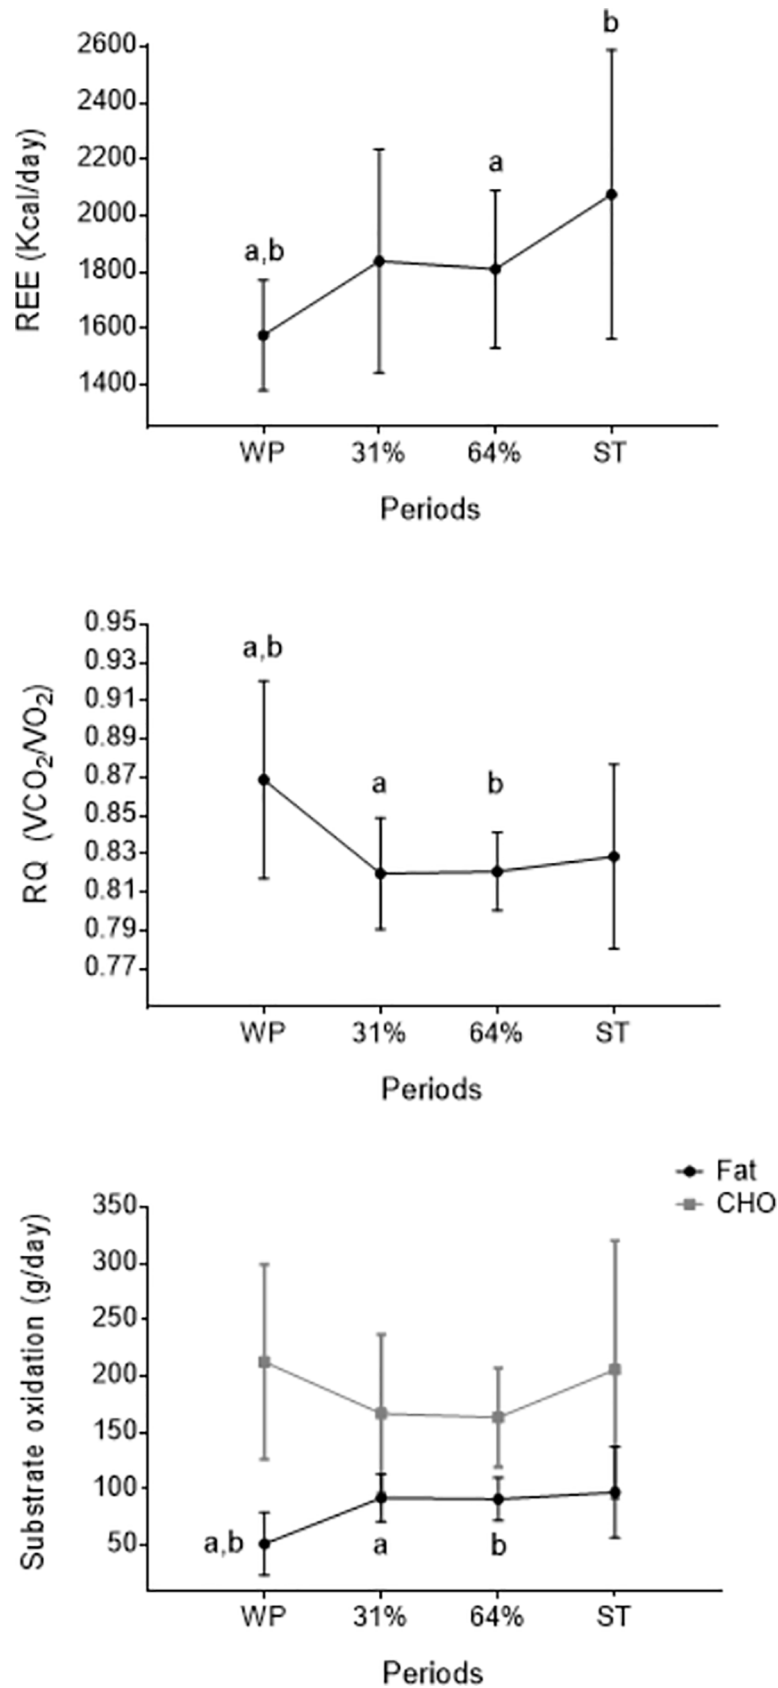 b
2600
2400
a
2200
2000
a,b
1800
1600
1400
REE (Kcal/day)
WP 31% 64% ST
Periods
0.95
a,b
0.93
0.91
0.89
a b
0.87
0.85
0.83
0.81
0.79
0.77
RQ (VCO₂/VO₂)
WP 31% 64% ST
Periods
Fat
CHO
350
300
250
200
150
100
50
a,b a b
Substrate oxidation (g/day)
WP 31% 64% ST
Periods